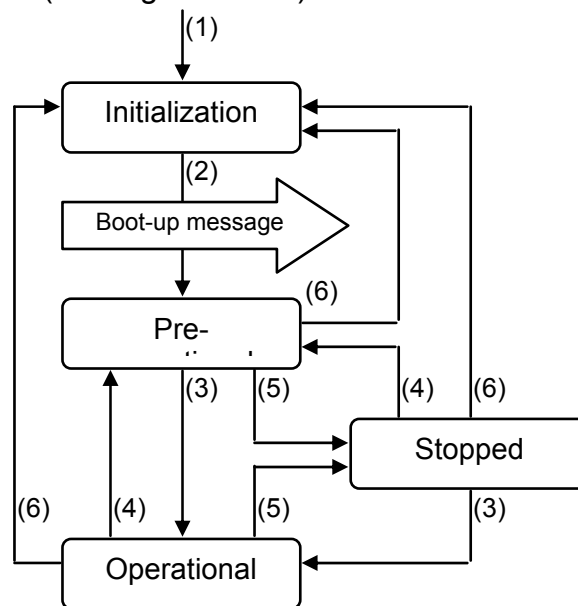 (1)
Initialization
(2)
Boot-up message
(6)
Pre-
(3)
(5)
(4)
(6)
Stopped
(6)
(4)
(5)
(3)
Operational